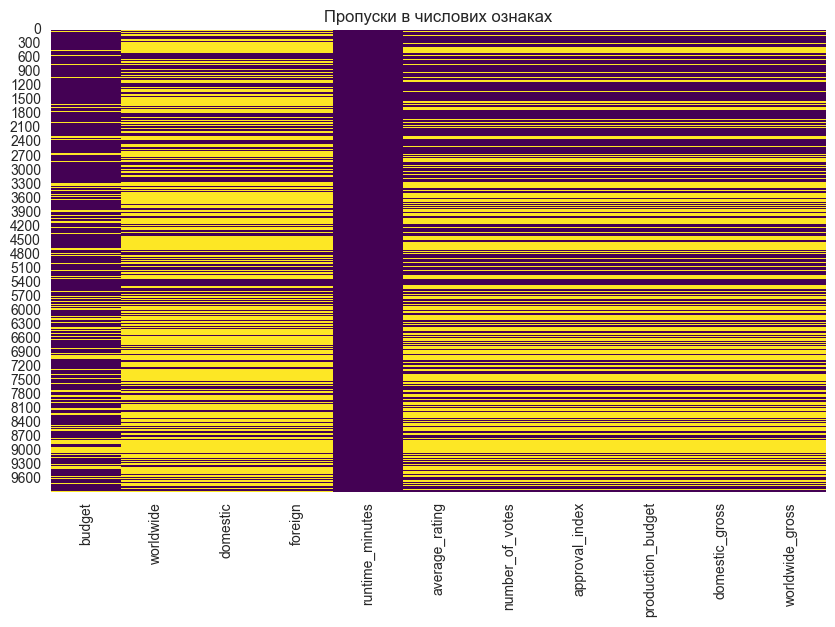 Пропуски в числових ознаках
0
300
600
900
1200
1500
1800
2100
2400
2700
3000
3300
3600
3900
4200
4500
4800
5100
5400
5700
6000
6300
6600
6900
7200
7500
7800
8100
8400
8700
9000
9300
9600
budget
worldwide
domestic
foreign
runtime_minutes
average_rating
number_of_votes
approval_index
production_budget
domestic_gross
worldwide_gross